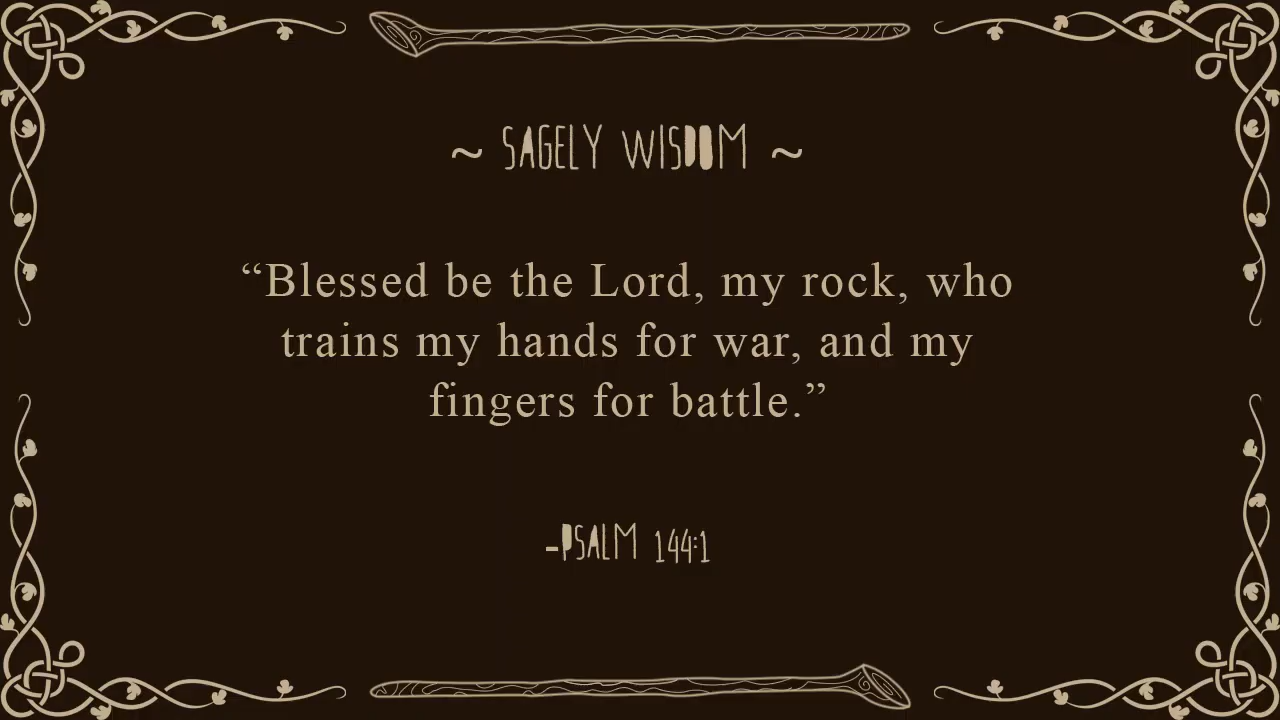 ~ SAGELY WISDOM ~
“Blessed be the Lord, my rock, who
trains my hands for war, and my
fingers for battle.”
-PSALM 144:1